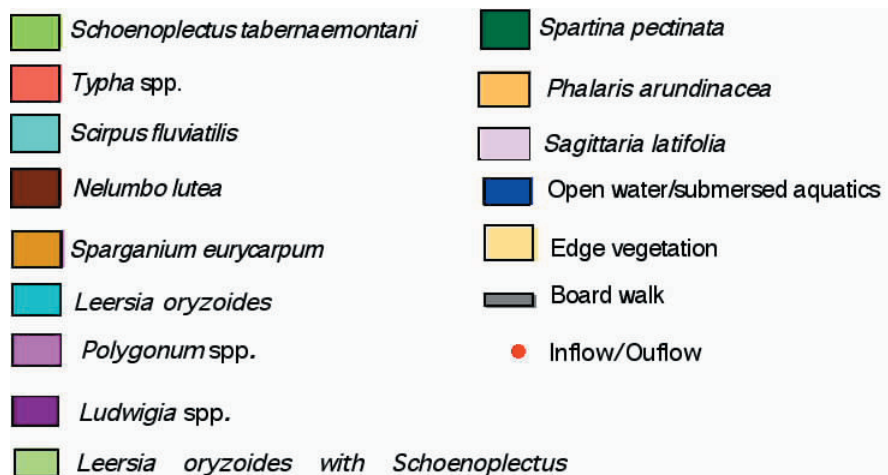 Schoenoplectus tabernaemontani
Typha spp.
Scirpus fluviatilis
Nelumbo lutea
Sparganium eurycarpum
Leersia oryzoides
Polygonum spp.
Ludwigia spp.
Leersia oryzoides with Schoenoplectus
Spartina pectinata
Phalaris arundinacea
Sagittaria latifolia
Open water/submersed aquatics
Edge vegetation
Board walk
Inflow/Ouflow